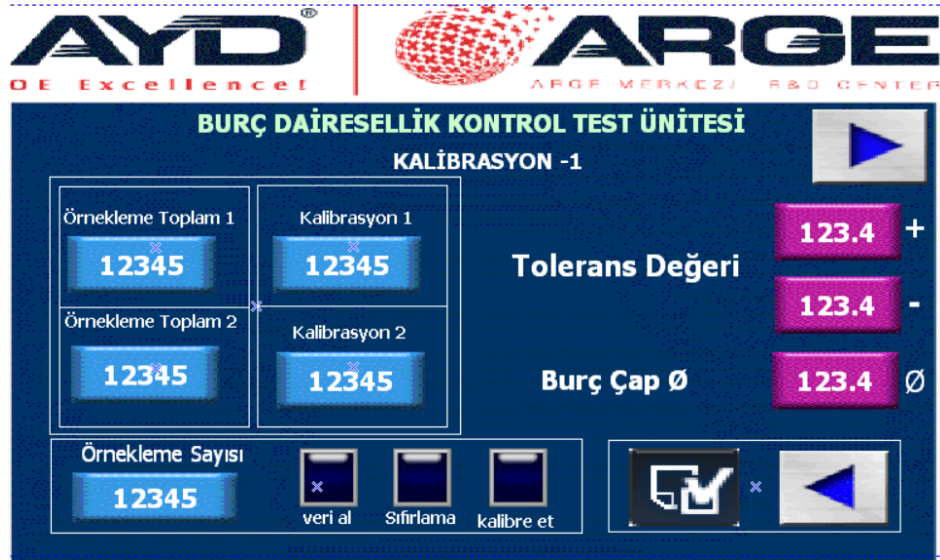 AYD®
OE Excellence!
ARGE
ARGE MERKEZİ R&D CENTER
BURÇ DAİRESELLİK KONTROL TEST ÜNİTESİ
KALİBRASYON -1
Örnekleme Toplam 1
12345
Kalibrasyon 1
12345
Örnekleme Toplam 2
12345
Kalibrasyon 2
12345
Tolerans Değeri
123.4 +
123.4 -
Burç Çap Ø
123.4 Ø
Örnekleme Sayısı
12345
veri al
Sıfırlama
kalibre et